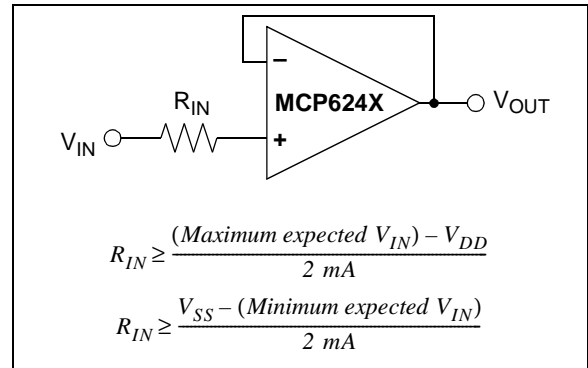 −
MCP624X
R_IN
V_OUT
V_IN
+
R_IN ≥ (Maximum expected V_IN) – V_DD
2 mA
R_IN ≥ V_SS – (Minimum expected V_IN)
2 mA